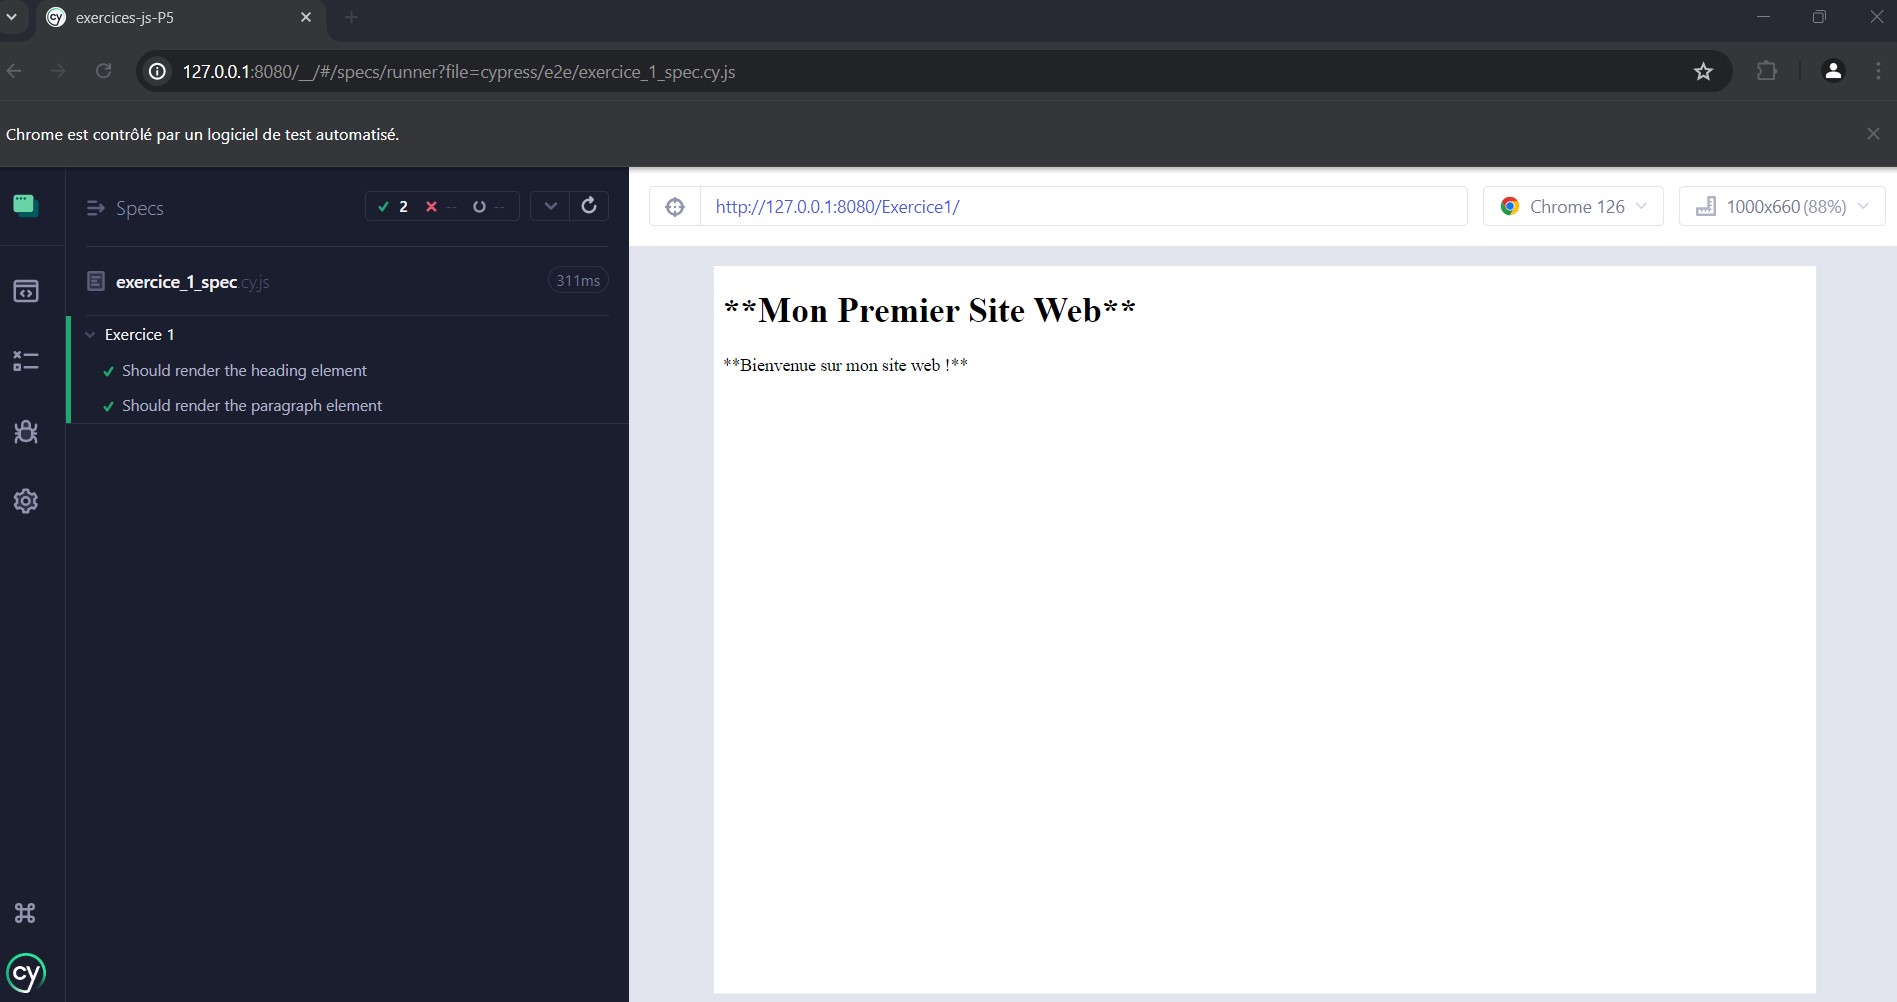 exercices-js-P5
127.0.0.1:8080/__/#/specs/runner?file=cypress/e2e/exercice_1_spec.cy.js
Chrome est contrôlé par un logiciel de test automatisé.
Specs
2 -- --
http://127.0.0.1:8080/Exercice1/
Chrome 126
1000x660 (88%)
exercice_1_spec.cy.js
311ms
Exercice 1
Should render the heading element
Should render the paragraph element
**Mon Premier Site Web**
**Bienvenue sur mon site web !**
cy